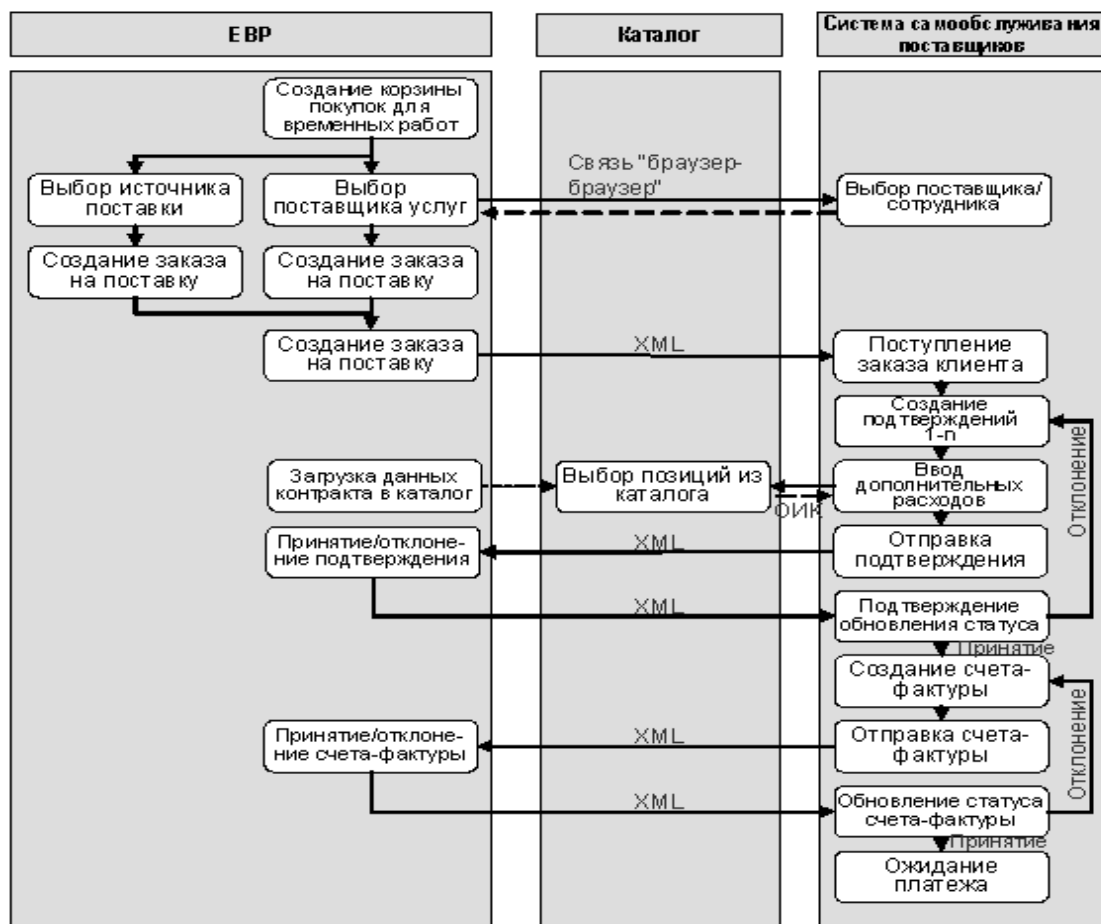 EBP
Каталог
Система самообслуживания
поставщиков
Создание корзины
покупок для
временных работ
Связь "браузер-
браузер"
Выбор источника
поставки
Выбор
поставщика услуг
Выбор поставщика/
сотрудника
Создание заказа
на поставку
Создание заказа
на поставку
Создание заказа
на поставку
XML
Поступление
заказа клиента
Создание
подтверждений
1-n
Отклонение
Загрузка данных
контракта в каталог
Выбор позиций из
каталога
ОИК
Ввод
дополнительных
расходов
Принятие/отклоне-
ние подтверждения
XML
Отправка
подтверждения
XML
Подтверждение
обновления статуса
Принятие
Создание счета-
фактуры
Отклонение
Принятие/отклоне-
ние счета-фактуры
XML
Отправка счета-
фактуры
XML
Обновление статуса
счета-фактуры
Принятие
Ожидание
платежа